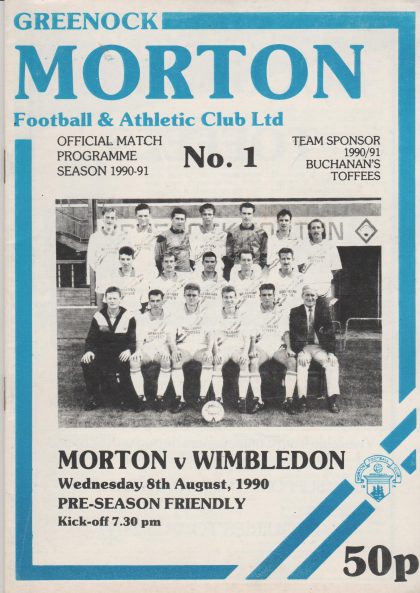 GREENOCK
MORTON
Football & Athletic Club Ltd
OFFICIAL MATCH
PROGRAMME
SEASON 1990-91
No. 1
TEAM SPONSOR
1990/91
BUCHANAN'S
TOFFEES
MORTON v WIMBLEDON
Wednesday 8th August, 1990
PRE-SEASON FRIENDLY
Kick-off 7.30 pm
50p